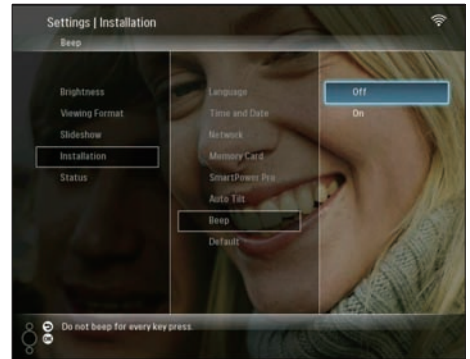 Settings | Installation
Beep
Brightness
Viewing Format
Slideshow
Installation
Status
Language
Time and Date
Network
Memory Card
SmartPower Pro
Auto Tilt
Beep
Default
Off
On
Do not beep for every key press.
OK